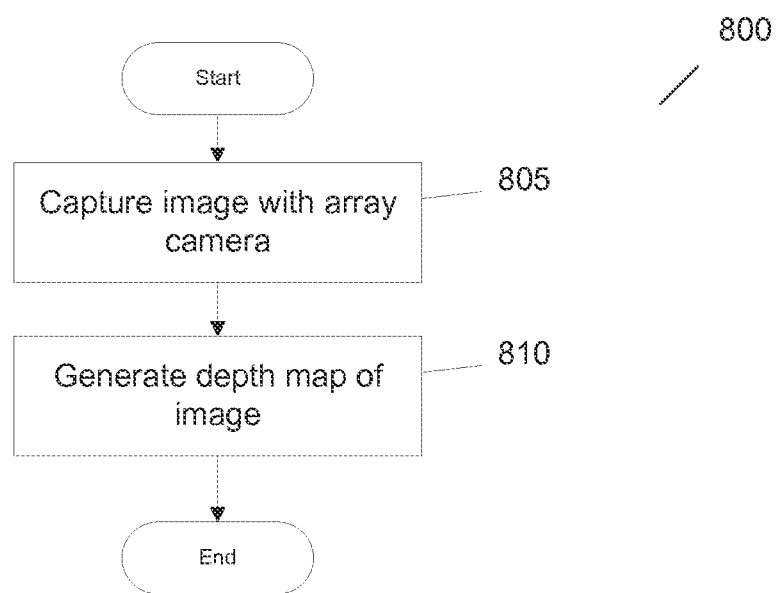 800
Start
Capture image with array
camera
805
Generate depth map of
image
810
End